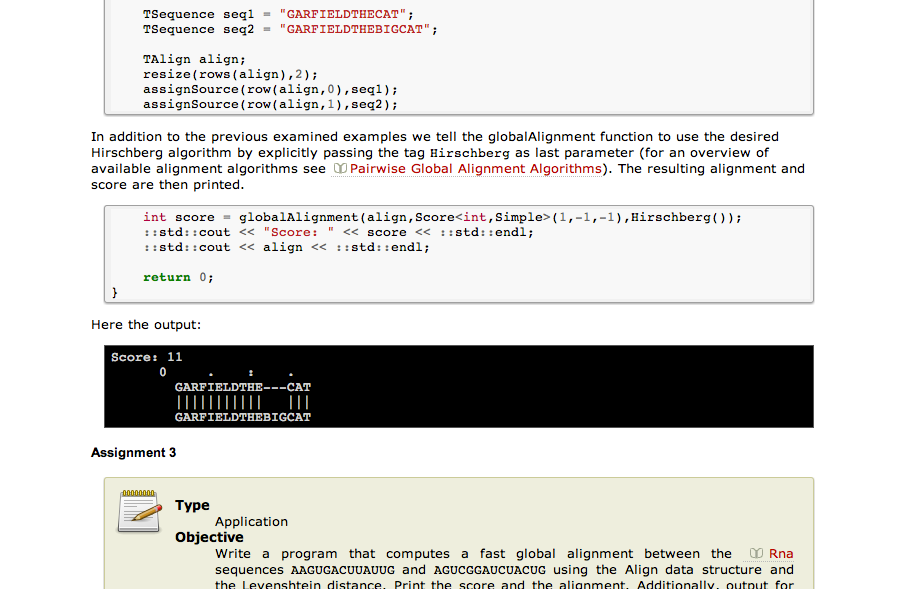 TSequence seq1 = "GARFIELDTHECAT";
TSequence seq2 = "GARFIELDTHEBIGCAT";
TAlign align;
resize(rows(align),2);
assignSource(row(align,0),seq1);
assignSource(row(align,1),seq2);
In addition to the previous examined examples we tell the globalAlignment function to use the desired
Hirschberg algorithm by explicitly passing the tag Hirschberg as last parameter (for an overview of
available alignment algorithms see Pairwise Global Alignment Algorithms). The resulting alignment and
score are then printed.
int score = globalAlignment(align,Score<int,Simple>(1,-1,-1),Hirschberg());
::std::cout << "Score: " << score << ::std::endl;
::std::cout << align << ::std::endl;
return 0;
}
Here the output:
Score: 11
0 . : .
GARFIELDTHE---CAT
||||||||||| |||
GARFIELDTHEBIGCAT
Assignment 3
Type
Application
Objective
Write a program that computes a fast global alignment between the Rna
sequences AAGUGACUUAUUG and AGUCGGAUCUACUG using the Align data structure and
the Levenshtein distance. Print the score and the alignment. Additionally, output for